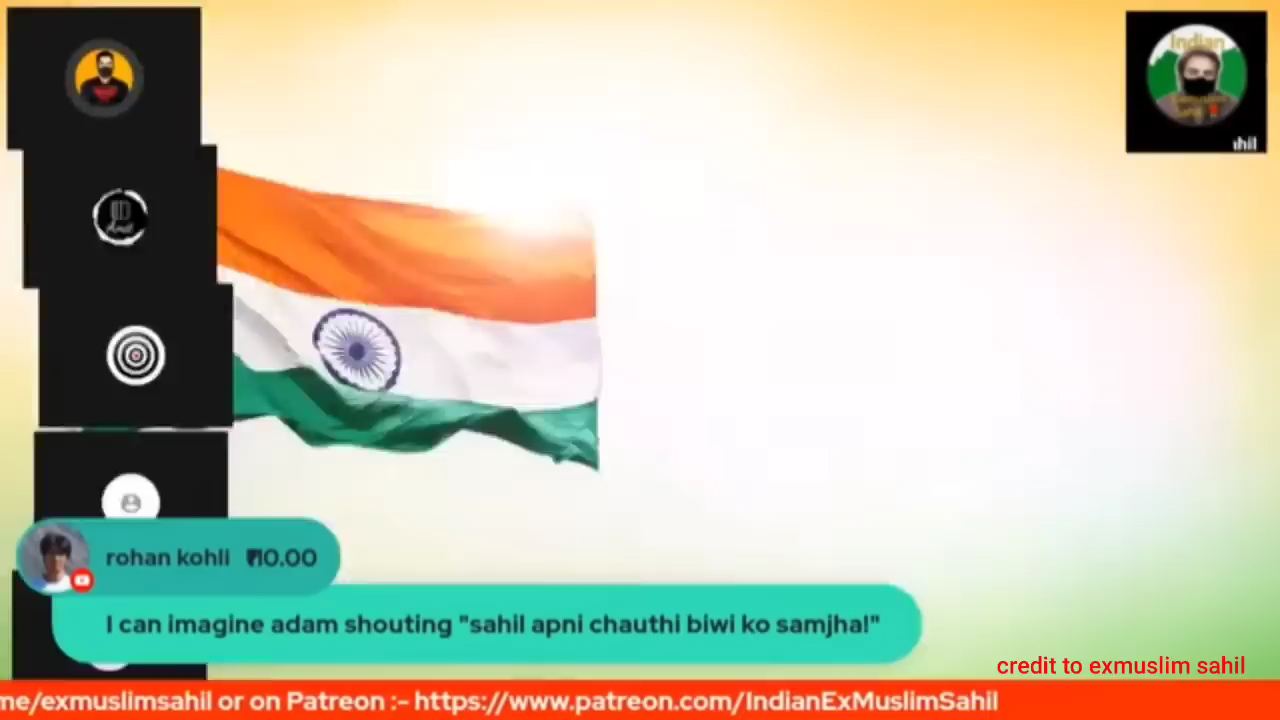 Indian
hil
rohan kohli 10.00
I can imagine adam shouting "sahil apni chauthi biwi ko samjha!"
credit to exmuslim sahil
me/exmuslimsahil or on Patreon :- https://www.patreon.com/IndianExMuslimSahil